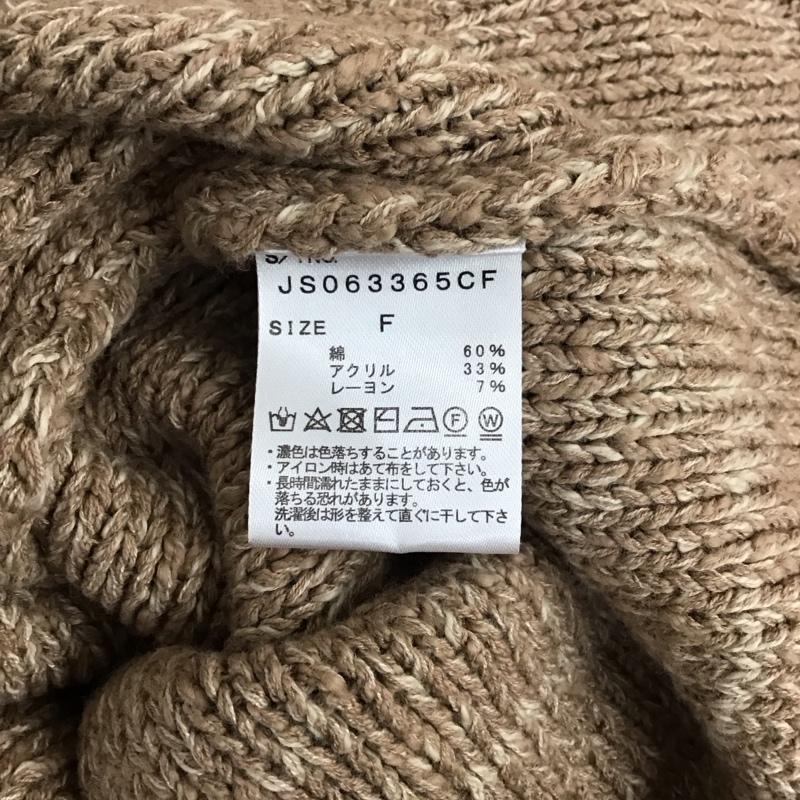 JS063365CF
SIZE F
綿 60%
アクリル 33%
レーヨン 7%
F W
・濃色は色落ちすることがあります。
・アイロン時はあて布をして下さい。
・長時間濡れたままにしておくと、色が
落ちる恐れがあります。
洗濯後は形を整えて直ぐに干して下さ
い。